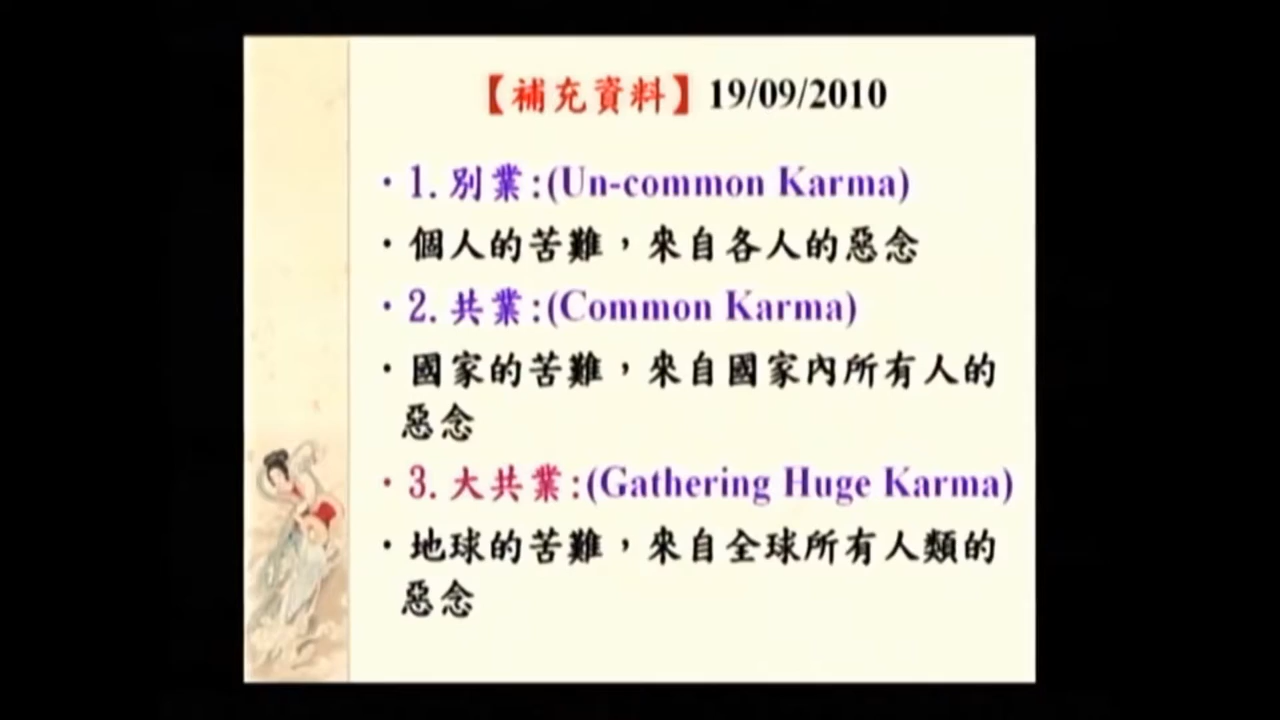 【補充資料】19/09/2010
・1.別業:(Un-common Karma)
・個人的苦難，來自各人的惡念
・2.共業:(Common Karma)
・國家的苦難，來自國家內所有人的
惡念
・3.大共業:(Gathering Huge Karma)
・地球的苦難，來自全球所有人類的
惡念